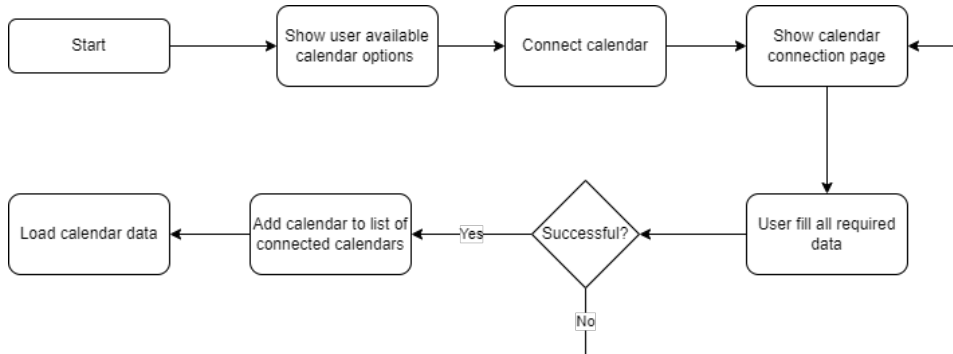 Start
Show user available
calendar options
Connect calendar
Show calendar
connection page
Load calendar data
Add calendar to list of
connected calendars
Yes
Successful?
User fill all required
data
No